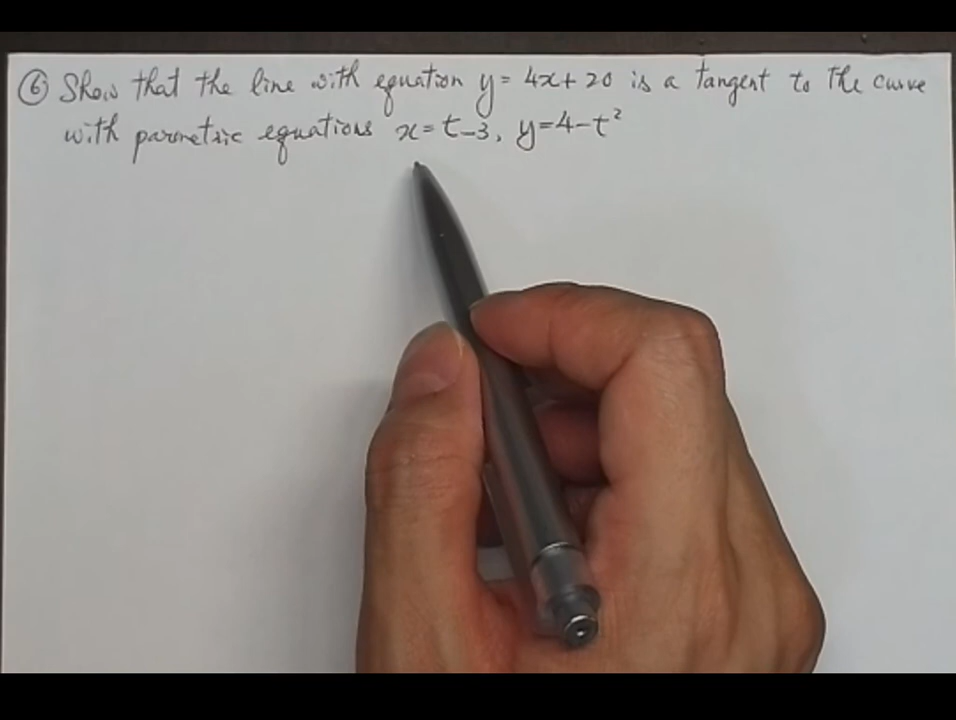 ⑥ Show that the line with equation y = 4x + 20 is a tangent to the curve
with parametric equations x = t - 3, y = 4 - t²